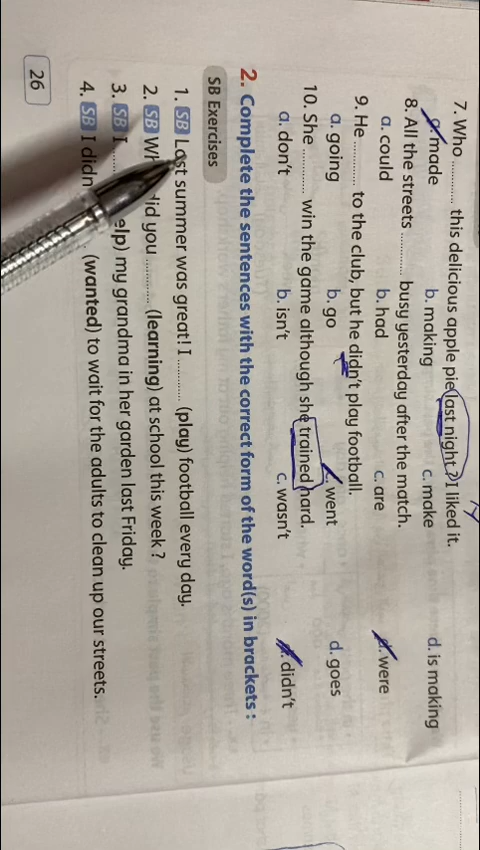 7. Who .......... this delicious apple pie last night ? I liked it.
made b. making c. make d. is making
8. All the streets .......... busy yesterday after the match.
a. could b. had c. are d. were
9. He .......... to the club, but he didn't play football.
a. going b. go went d. goes
10. She .......... win the game although she trained hard.
a. don't b. isn't c. wasn't d. didn't
2. Complete the sentences with the correct form of the word(s) in brackets :
SB Exercises
1. SB Last summer was great! I .......... (play) football every day.
2. SB did you .......... (learning) at school this week ?
3. SB I .......... elp) my grandma in her garden last Friday.
4. SB I didn (wanted) to wait for the adults to clean up our streets.
26